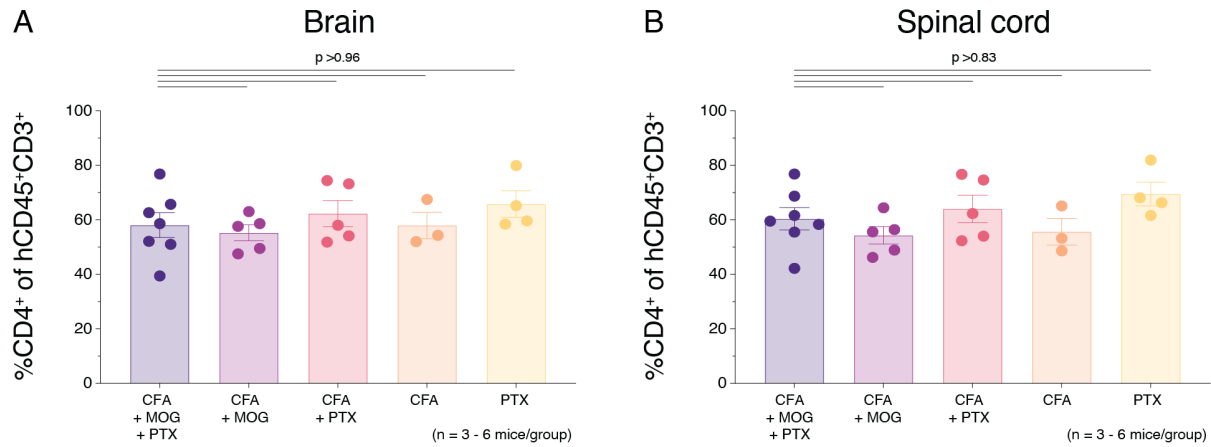 A
Brain
p >0.96
%CD4⁺ of hCD45⁺CD3⁺
100
80
60
40
20
0
CFA
+ MOG
+ PTX
CFA
+ MOG
CFA
+ PTX
CFA
PTX
(n = 3 - 6 mice/group)
B
Spinal cord
p >0.83
%CD4⁺ of hCD45⁺CD3⁺
100
80
60
40
20
0
CFA
+ MOG
+ PTX
CFA
+ MOG
CFA
+ PTX
CFA
PTX
(n = 3 - 6 mice/group)